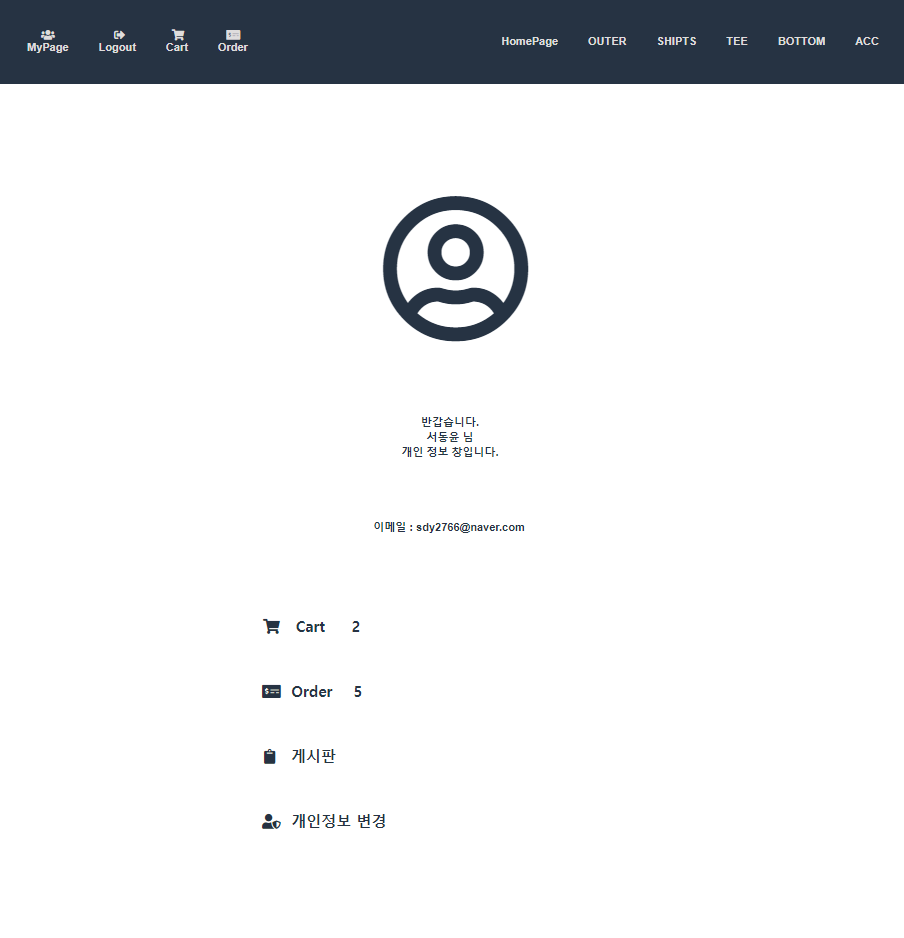 MyPage Logout Cart Order HomePage OUTER SHIPTS TEE BOTTOM ACC
반갑습니다.
서동윤 님
개인 정보 창입니다.
이메일 : sdy2766@naver.com
Cart 2
Order 5
게시판
개인정보 변경